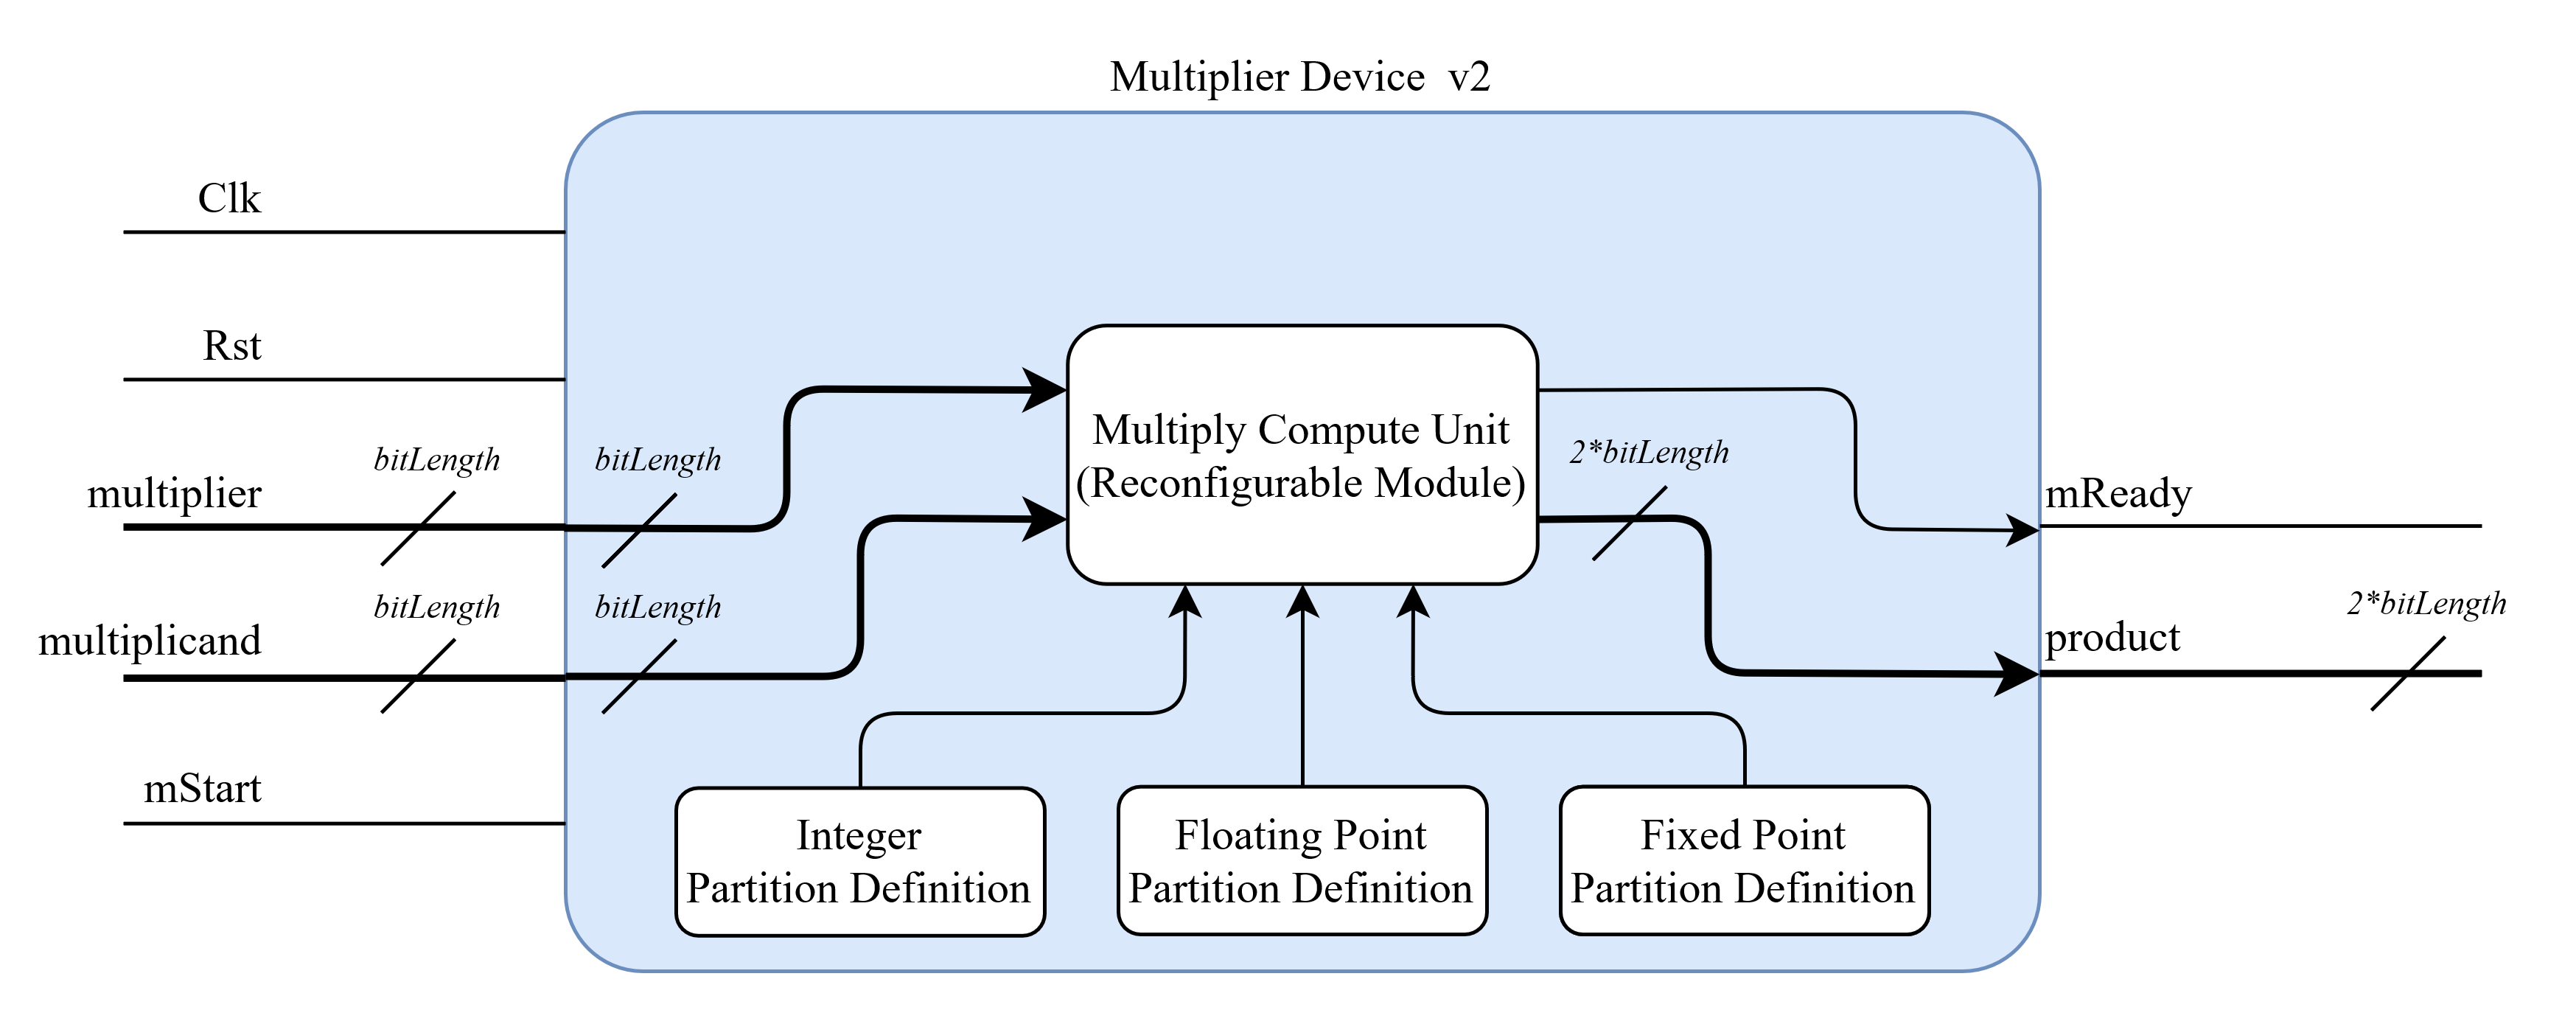 Multiplier Device  v2
Clk
Rst
multiplier
bitLength
bitLength
multiplicand
bitLength
bitLength
mStart
Multiply Compute Unit
(Reconfigurable Module)
2*bitLength
mReady
product
2*bitLength
Integer
Partition Definition
Floating Point
Partition Definition
Fixed Point
Partition Definition